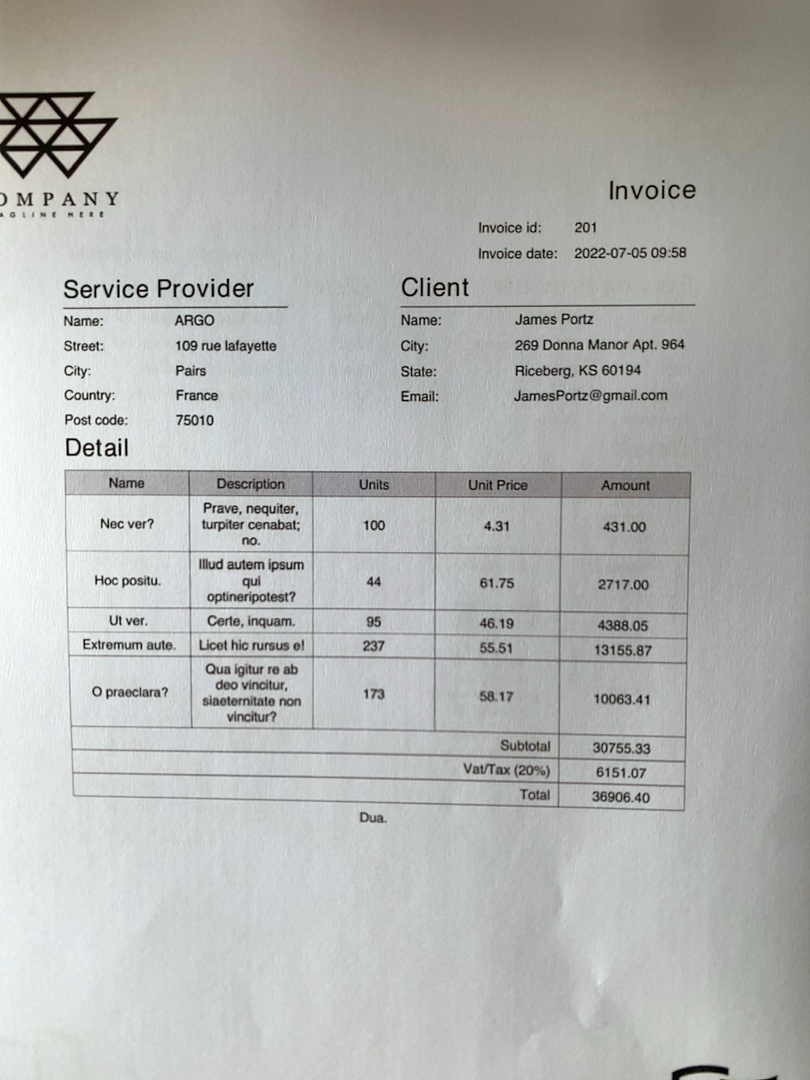 OMPANY
AGLINE HERE
Invoice
Invoice id: 201
Invoice date: 2022-07-05 09:58
Service Provider
Name: ARGO
Street: 109 rue lafayette
City: Pairs
Country: France
Post code: 75010
Client
Name: James Portz
City: 269 Donna Manor Apt. 964
State: Riceberg, KS 60194
Email: JamesPortz@gmail.com
Detail
Name Description Units Unit Price Amount
Prave, nequiter,
Nec ver? turpiter cenabat; 100 4.31 431.00
no.
Illud autem ipsum
Hoc positu. qui 44 61.75 2717.00
optineripotest?
Ut ver. Certe, inquam. 95 46.19 4388.05
Extremum aute. Licet hic rursus e! 237 55.51 13155.87
Qua igitur re ab
O praeclara? deo vincitur, 173 58.17 10063.41
siaeternitate non
vincitur?
Subtotal 30755.33
Vat/Tax (20%) 6151.07
Total 36906.40
Dua.